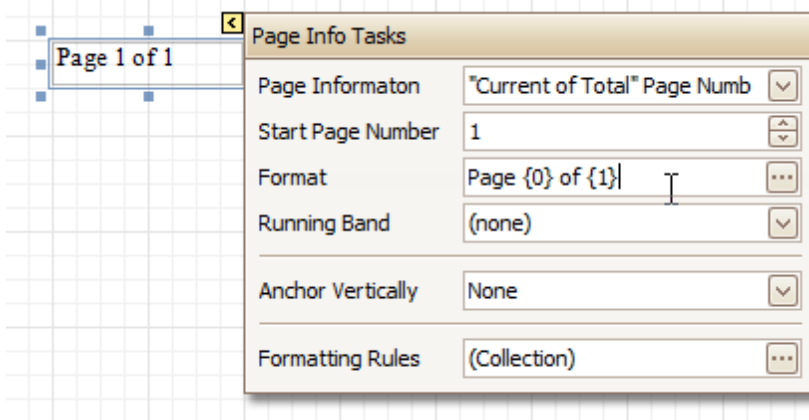 Page 1 of 1
Page Info Tasks
Page Informaton "Current of Total" Page Numb
Start Page Number 1
Format Page {0} of {1}
Running Band (none)
Anchor Vertically None
Formatting Rules (Collection)